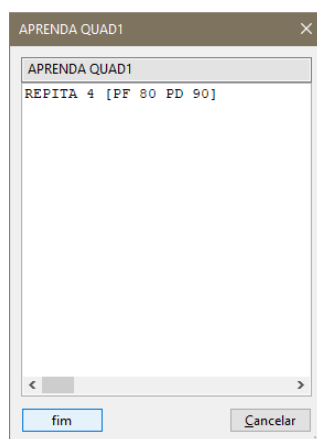 APRENDA QUAD1
APRENDA QUAD1
REPITA 4 [PF 80 PD 90]
fim
Cancelar